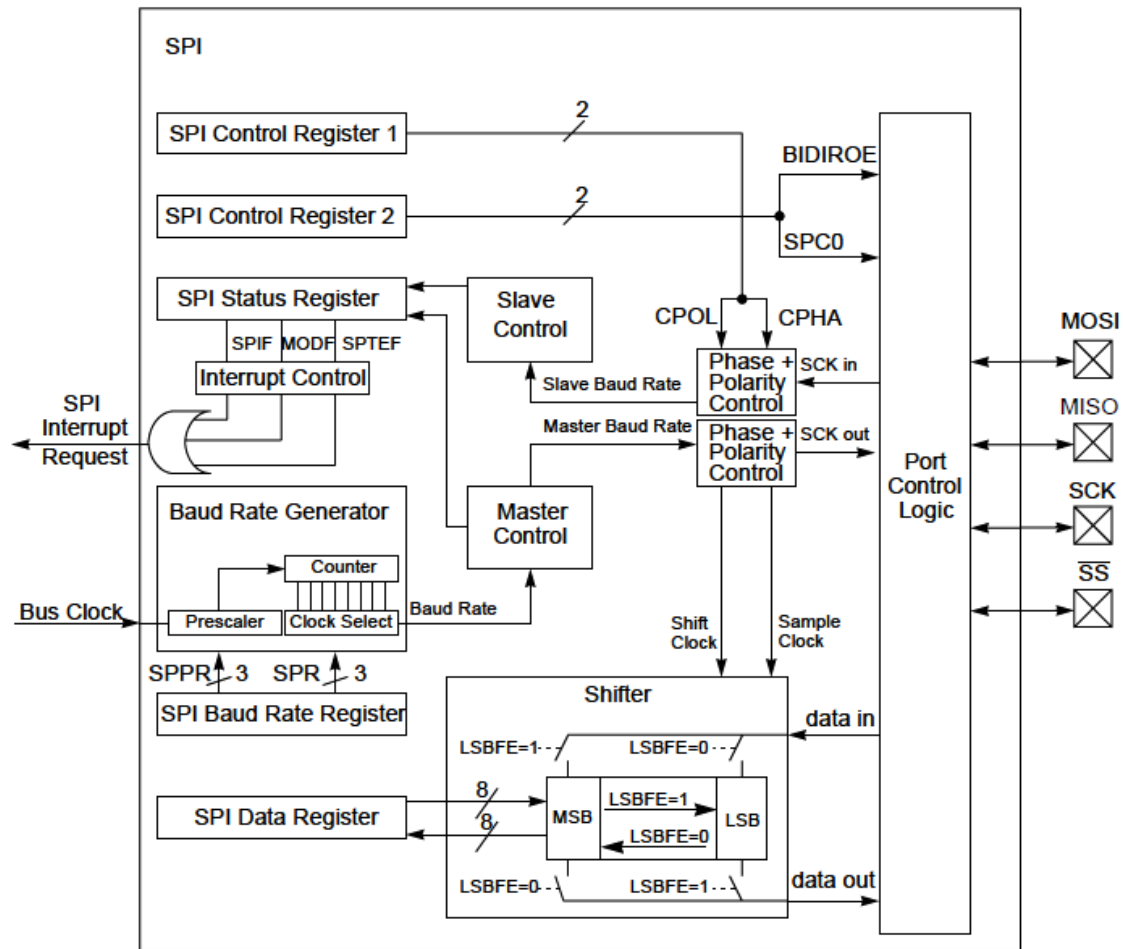 SPI
SPI Control Register 1
2
BIDIROE
SPI Control Register 2
2
SPC0
SPI Status Register
Slave
Control
CPOL
CPHA
MOSI
SPIF
MODF
SPTEF
Interrupt Control
Slave Baud Rate
Phase +
Polarity
Control
SCK in
SPI
Interrupt
Request
Master Baud Rate
Phase +
Polarity
Control
SCK out
MISO
Port
Control
Logic
Baud Rate Generator
Master
Control
SCK
Counter
SS
Bus Clock
Prescaler
Clock Select
Baud Rate
Shift
Clock
Sample
Clock
SPPR
3
SPR
3
SPI Baud Rate Register
Shifter
data in
LSBFE=1
LSBFE=0
SPI Data Register
8
8
MSB
LSBFE=1
LSBFE=0
LSB
LSBFE=0
LSBFE=1
data out